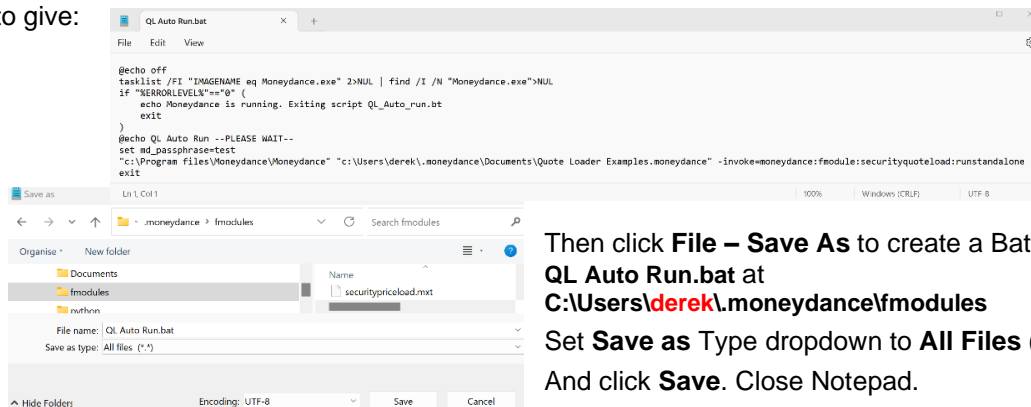 to give:
QL Auto Run.bat
File Edit View
@echo off
tasklist /FI "IMAGENAME eq Moneydance.exe" 2>NUL | find /I /N "Moneydance.exe">NUL
if "%ERRORLEVEL%"=="0" (
echo Moneydance is running. Exiting script QL_Auto_run.bt
exit
)
@echo QL Auto Run --PLEASE WAIT--
set md_passphrase=test
"c:\Program files\Moneydance\Moneydance" "c:\Users\derek\.moneydance\Documents\Quote Loader Examples.moneydance" -invoke=moneydance:fmodule:securityquoteload:runstandalone
exit
Ln 1, Col 1 100% Windows (CRLF) UTF-8
Save as
.moneydance > fmodules Search fmodules
Organise New folder
Documents
fmodules
python
Name
securitypriceload.mxt
File name: QL Auto Run.bat
Save as type: All files (*.*)
Hide Folders Encoding: UTF-8 Save Cancel
Then click File – Save As to create a Bat
QL Auto Run.bat at
C:\Users\derek\.moneydance\fmodules
Set Save as Type dropdown to All Files (
And click Save. Close Notepad.